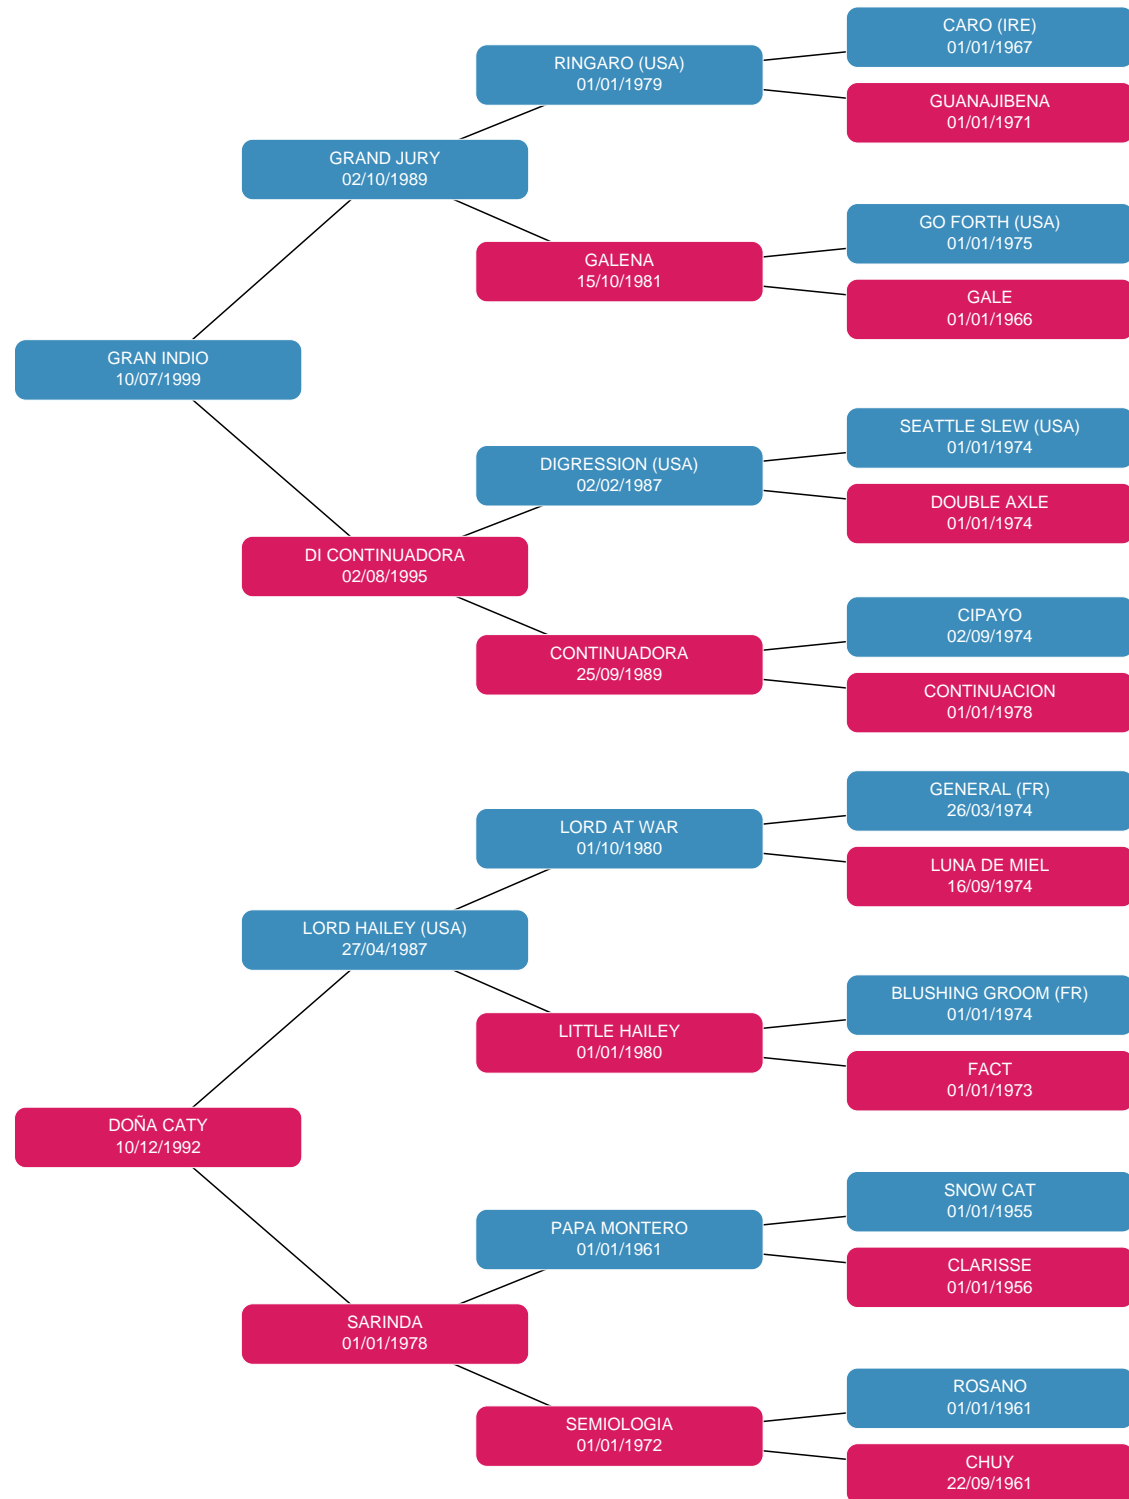 CARO (IRE)
01/01/1967
RINGARO (USA)
01/01/1979
GUANAJIBENA
01/01/1971
GRAND JURY
02/10/1989
GO FORTH (USA)
01/01/1975
GALENA
15/10/1981
GALE
01/01/1966
GRAN INDIO
10/07/1999
SEATTLE SLEW (USA)
01/01/1974
DIGRESSION (USA)
02/02/1987
DOUBLE AXLE
01/01/1974
DI CONTINUADORA
02/08/1995
CIPAYO
02/09/1974
CONTINUADORA
25/09/1989
CONTINUACION
01/01/1978
GENERAL (FR)
26/03/1974
LORD AT WAR
01/10/1980
LUNA DE MIEL
16/09/1974
LORD HAILEY (USA)
27/04/1987
BLUSHING GROOM (FR)
01/01/1974
LITTLE HAILEY
01/01/1980
FACT
01/01/1973
DOÑA CATY
10/12/1992
SNOW CAT
01/01/1955
PAPA MONTERO
01/01/1961
CLARISSE
01/01/1956
SARINDA
01/01/1978
ROSANO
01/01/1961
SEMIOLOGIA
01/01/1972
CHUY
22/09/1961